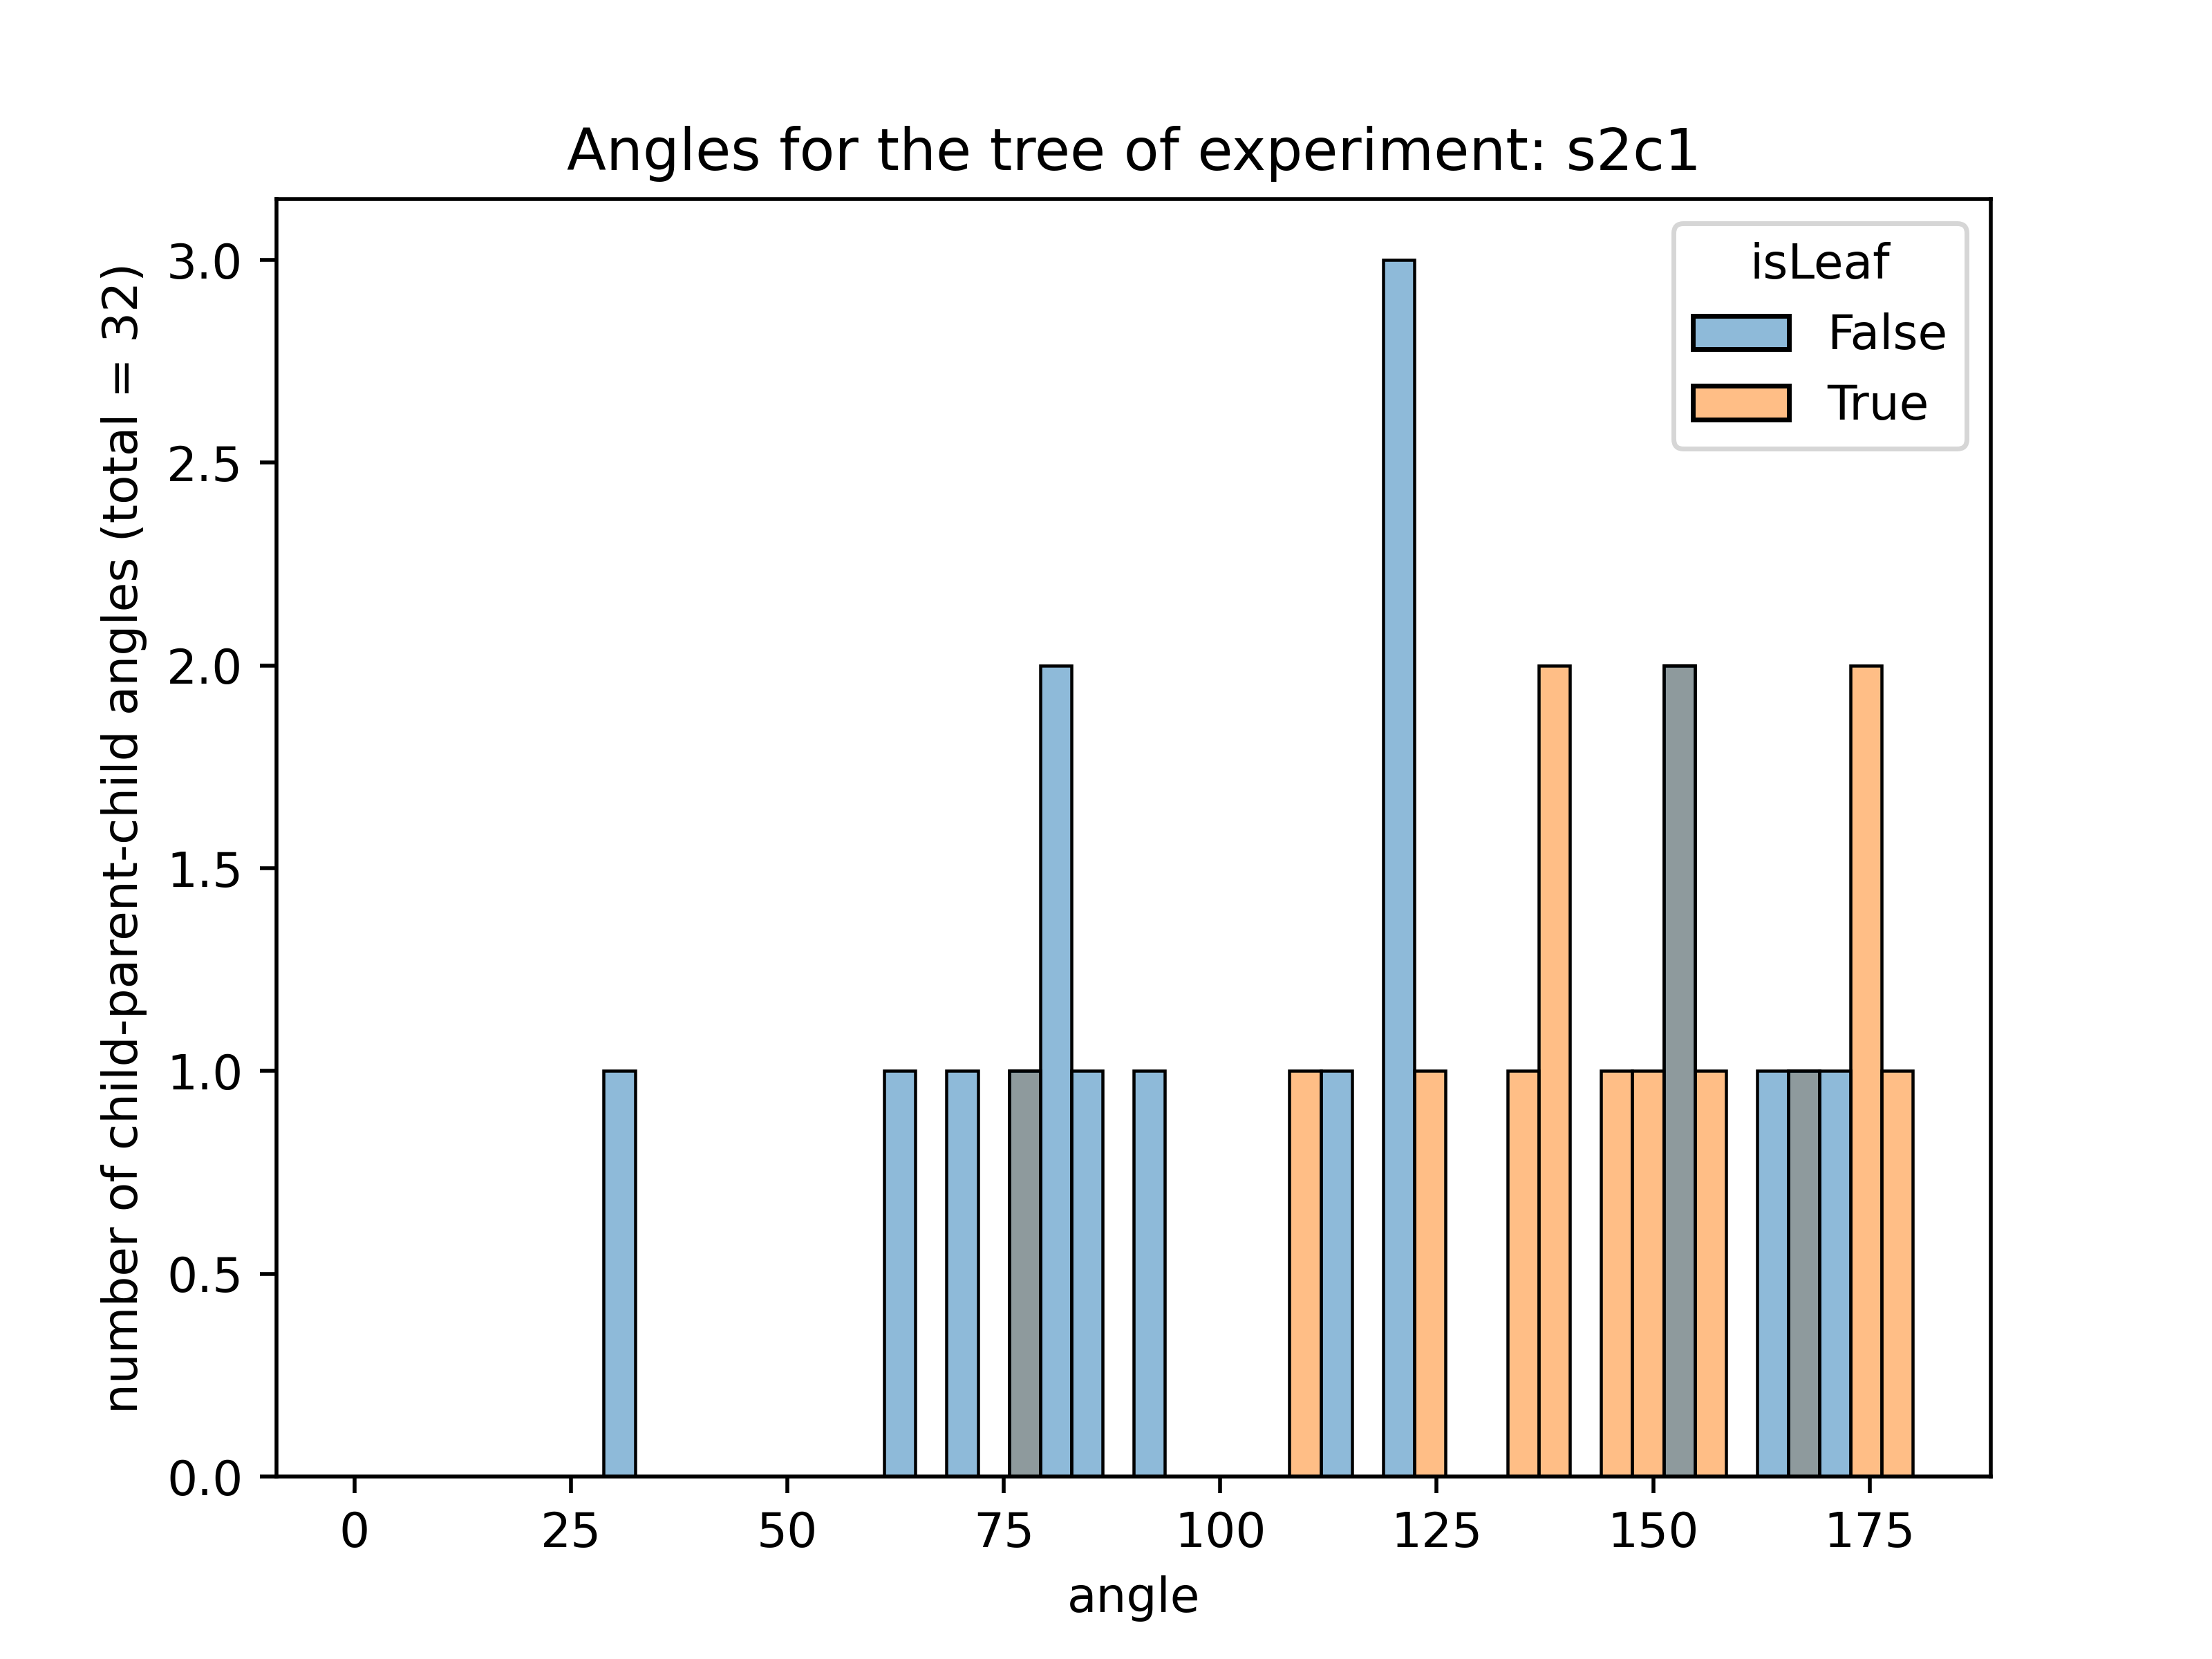 Angles for the tree of experiment: s2c1
number of child-parent-child angles (total = 32)
3.0
2.5
2.0
1.5
1.0
0.5
0.0
isLeaf
False
True
0 25 50 75 100 125 150 175
angle